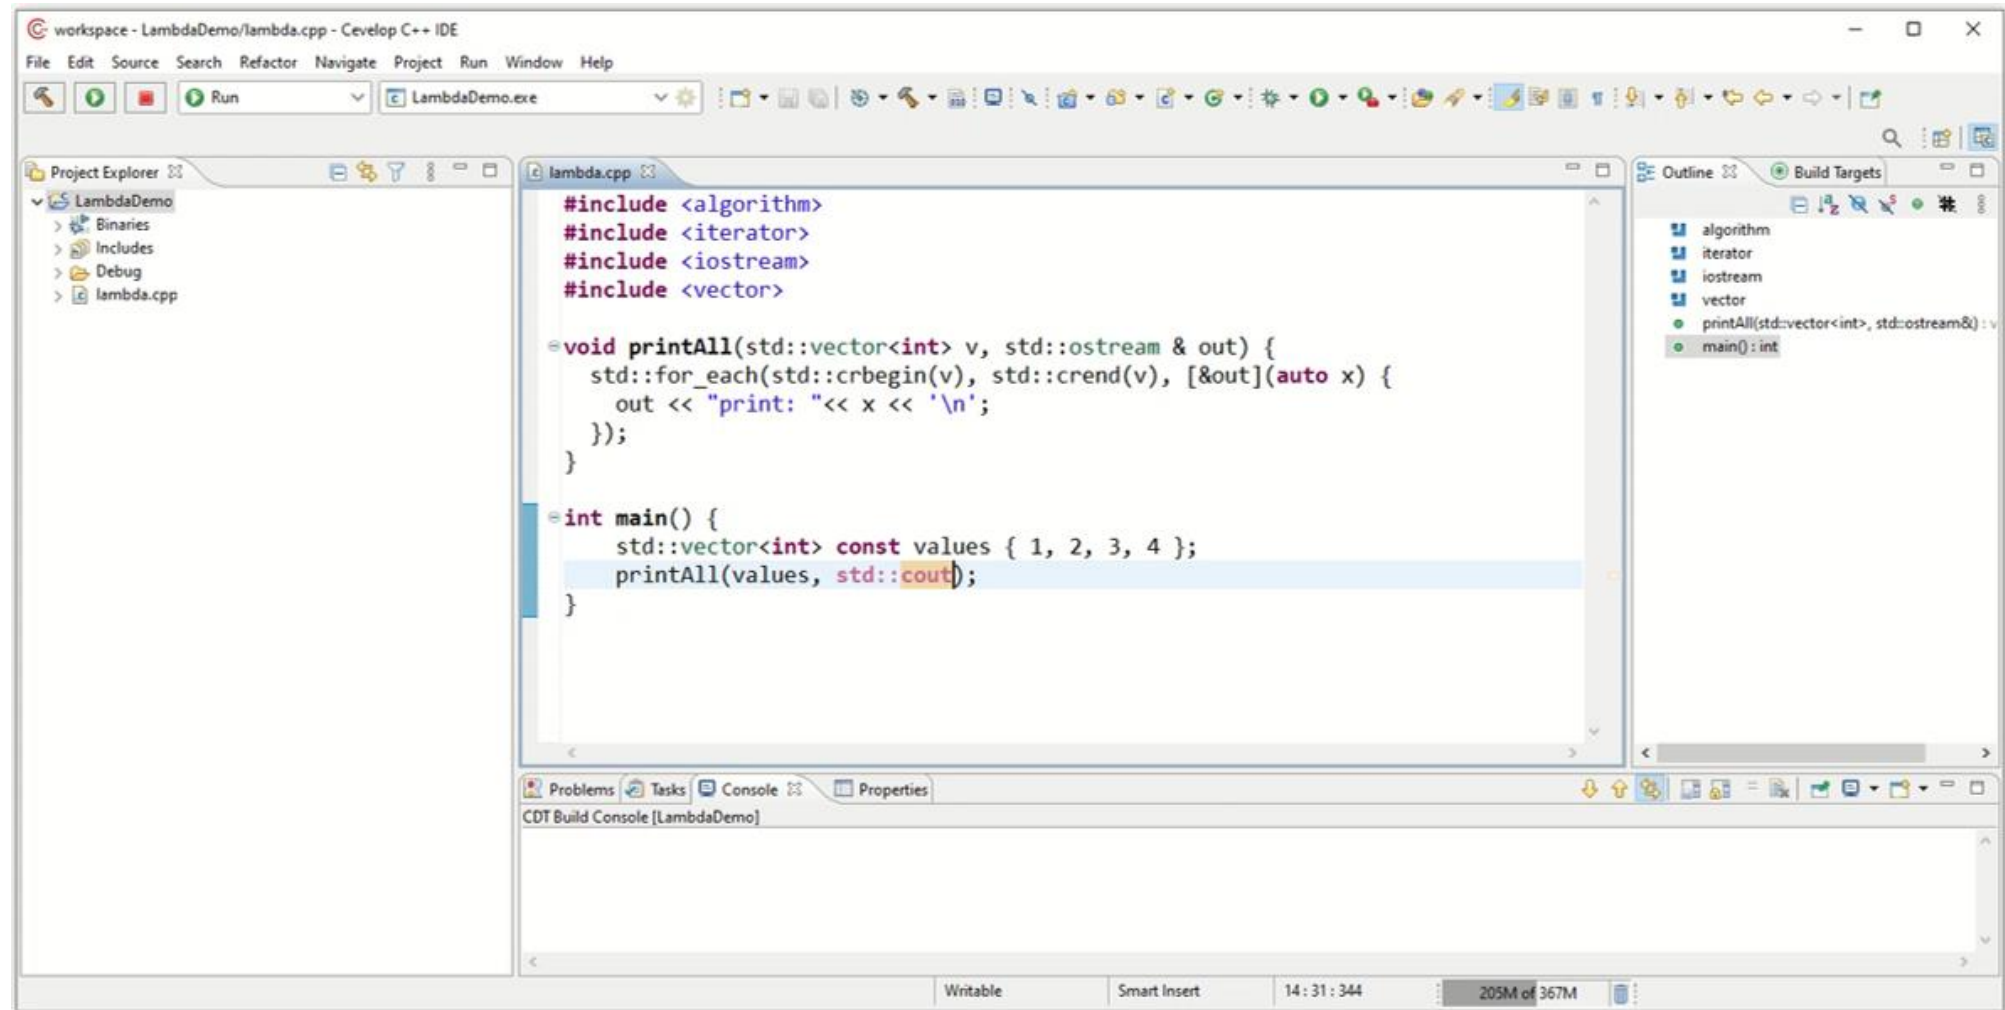 workspace - LambdaDemo/lambda.cpp - Cevelop C++ IDE
File Edit Source Search Refactor Navigate Project Run Window Help
Run
LambdaDemo.exe
Project Explorer
LambdaDemo
Binaries
Includes
Debug
lambda.cpp
lambda.cpp
#include <algorithm>
#include <iterator>
#include <iostream>
#include <vector>
void printAll(std::vector<int> v, std::ostream & out) {
std::for_each(std::crbegin(v), std::crend(v), [&out](auto x) {
out << "print: "<< x << '\n';
});
}
int main() {
std::vector<int> const values { 1, 2, 3, 4 };
printAll(values, std::cout);
}
Outline Build Targets
algorithm
iterator
iostream
vector
printAll(std::vector<int>, std::ostream&) : v
main() : int
Problems Tasks Console Properties
CDT Build Console [LambdaDemo]
Writable Smart Insert 14 : 31 : 344 205M of 367M